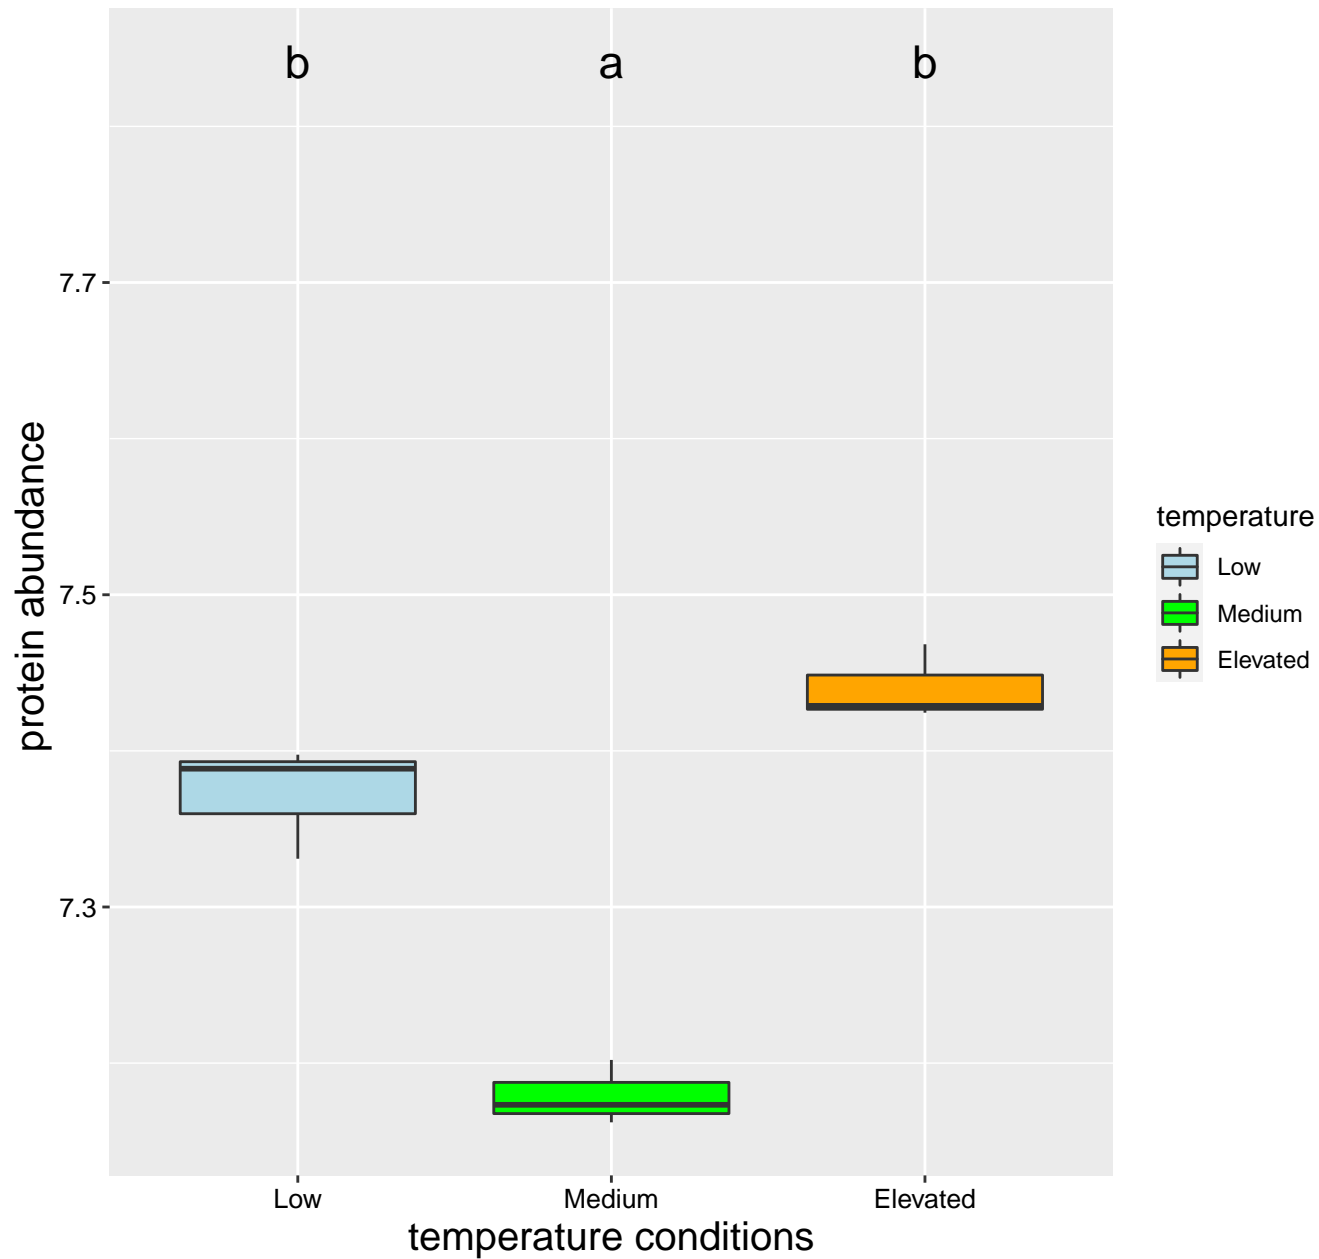 b a b
7.7
7.5
7.3
protein abundance
Low Medium Elevated
temperature conditions
temperature
Low
Medium
Elevated